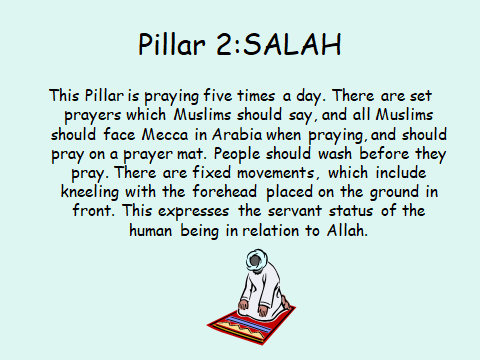 Pillar 2:SALAH
This Pillar is praying five times a day. There are set
prayers which Muslims should say, and all Muslims
should face Mecca in Arabia when praying, and should
pray on a prayer mat. People should wash before they
pray. There are fixed movements, which include
kneeling with the forehead placed on the ground in
front. This expresses the servant status of the
human being in relation to Allah.